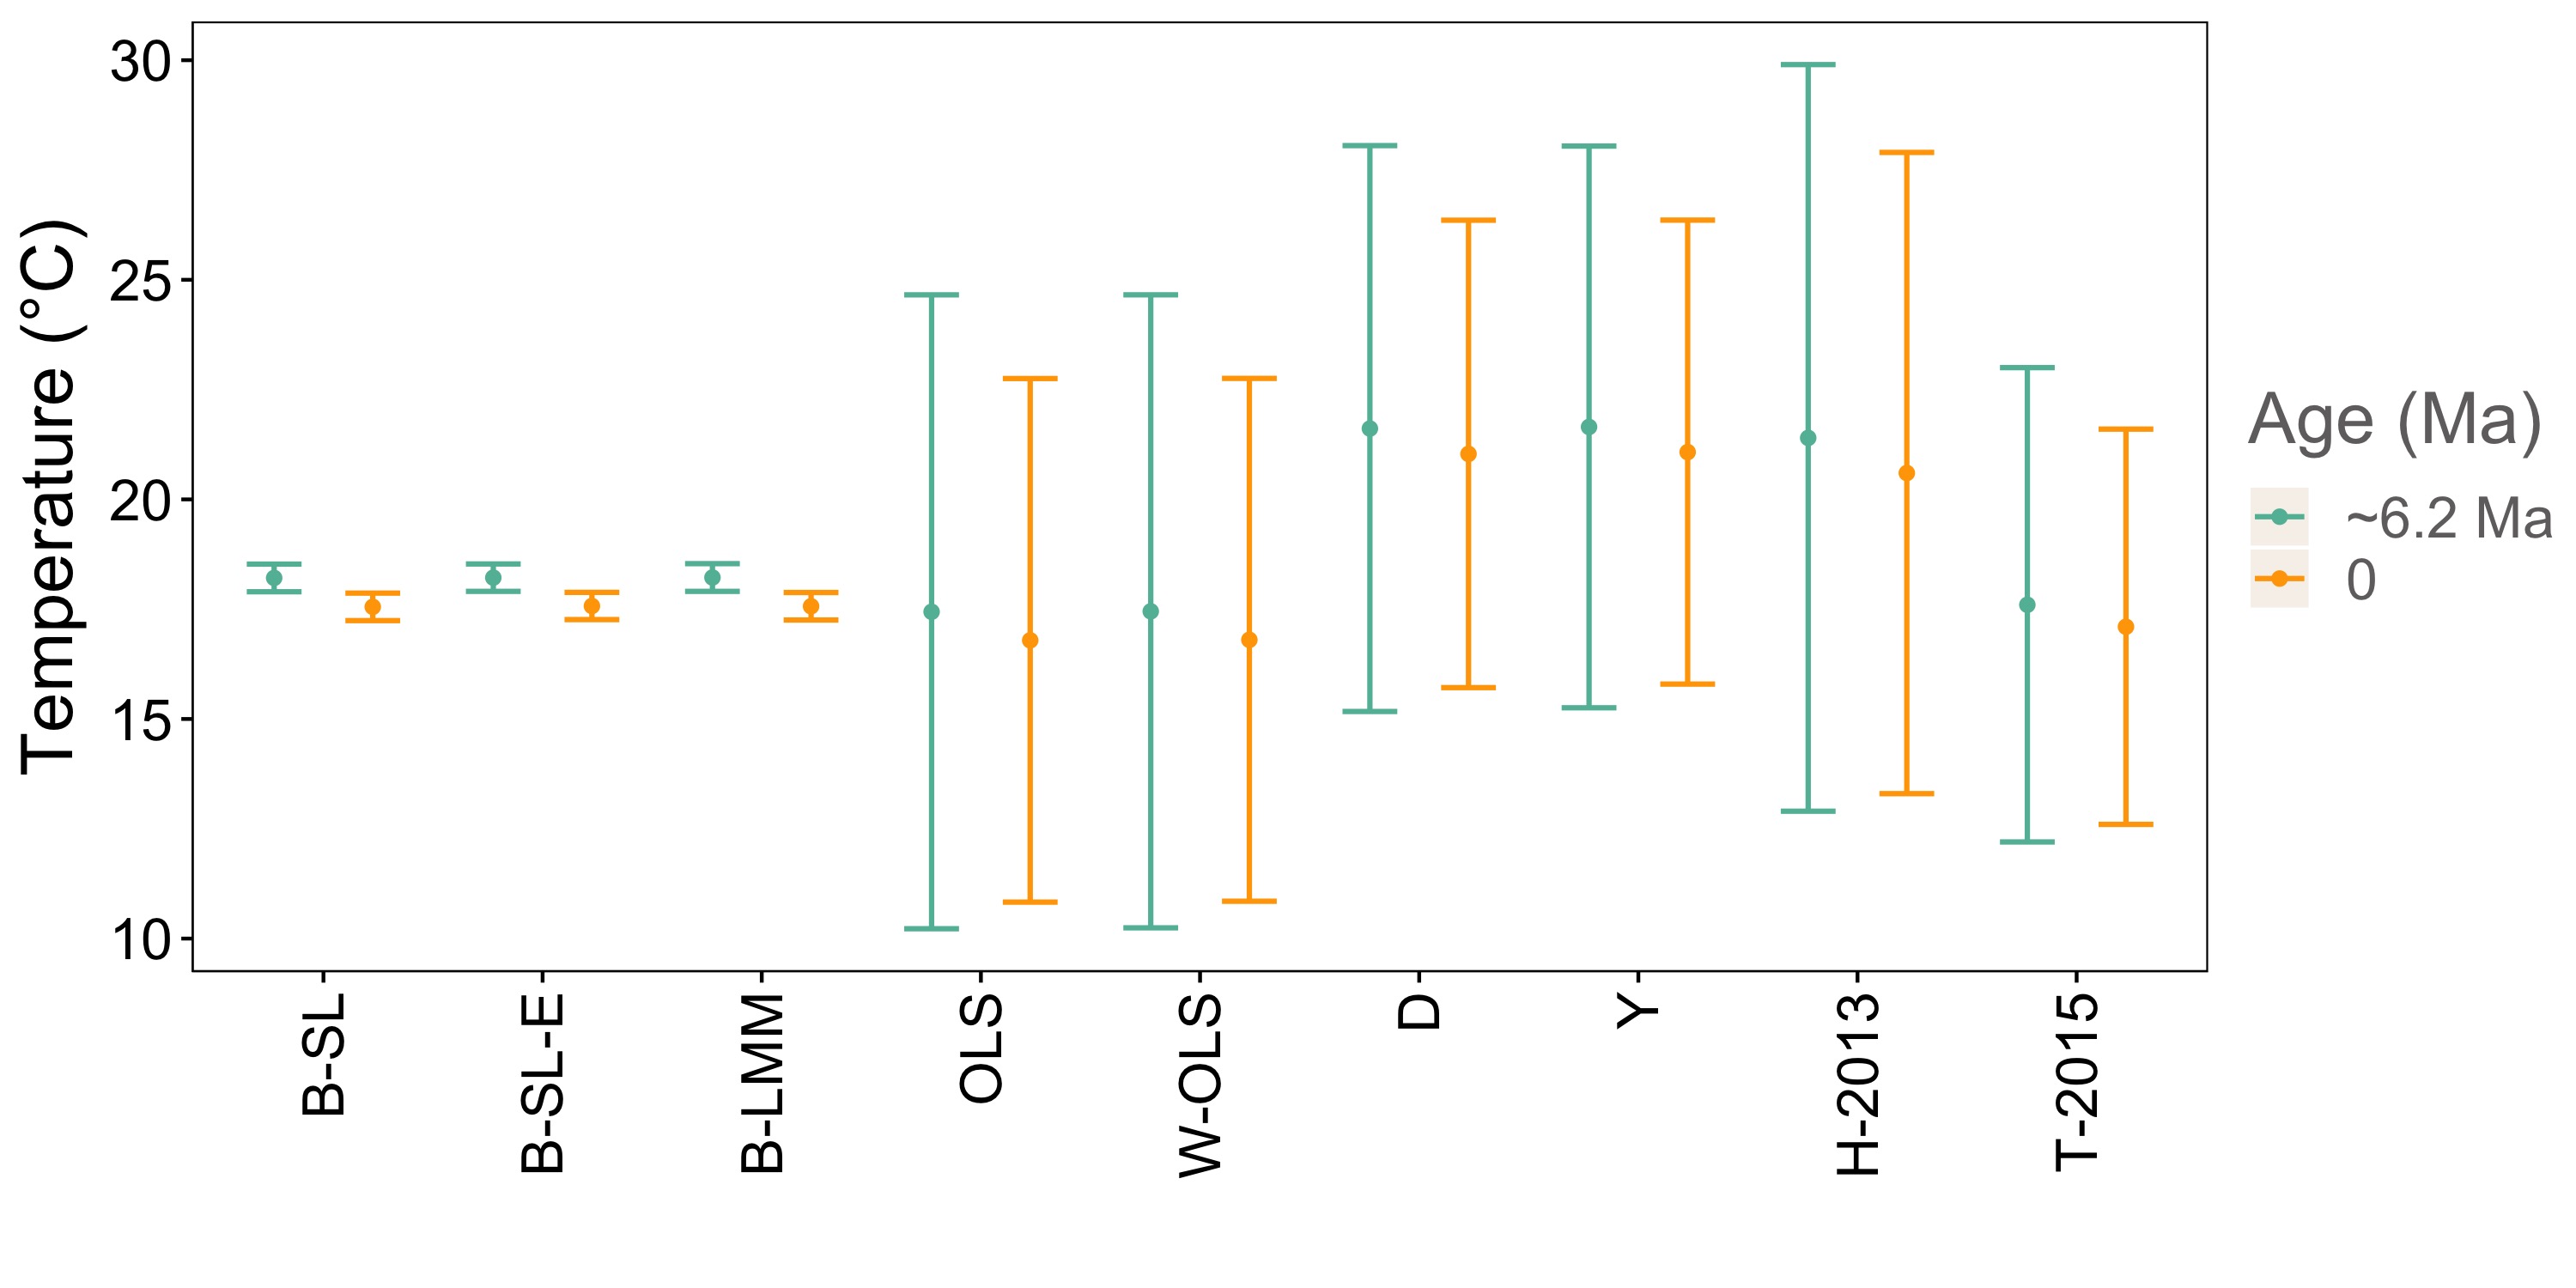 Temperature (°C)
30
25
20
15
10
B-SL
B-SL-E
B-LMM
OLS
W-OLS
D
Y
H-2013
T-2015
Age (Ma)
~6.2 Ma
0